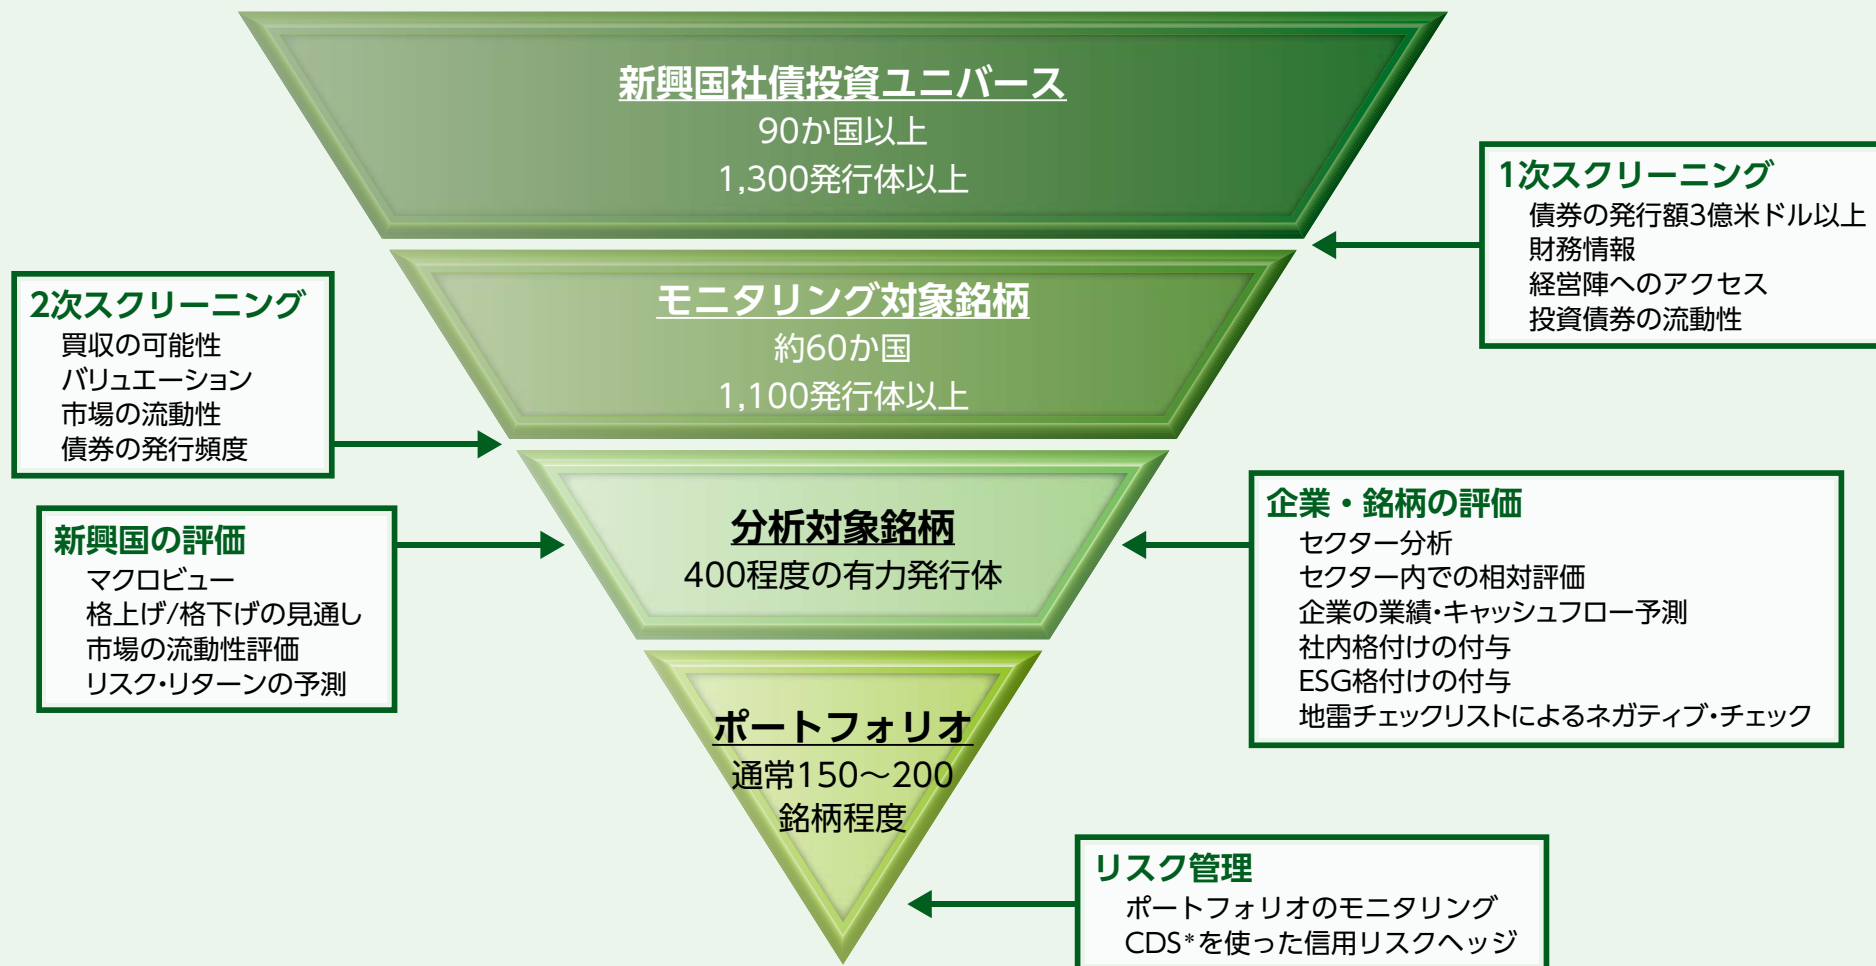 新興国社債投資ユニバース
90か国以上
1,300発行体以上
1次スクリーニング
債券の発行額3億米ドル以上
財務情報
経営陣へのアクセス
投資債券の流動性
モニタリング対象銘柄
約60か国
1,100発行体以上
2次スクリーニング
買収の可能性
バリュエーション
市場の流動性
債券の発行頻度
分析対象銘柄
400程度の有力発行体
新興国の評価
マクロビュー
格上げ/格下げの見通し
市場の流動性評価
リスク・リターンの予測
企業・銘柄の評価
セクター分析
セクター内での相対評価
企業の業績・キャッシュフロー予測
社内格付けの付与
ESG格付けの付与
地雷チェックリストによるネガティブ・チェック
ポートフォリオ
通常150～200
銘柄程度
リスク管理
ポートフォリオのモニタリング
CDS*を使った信用リスクヘッジ